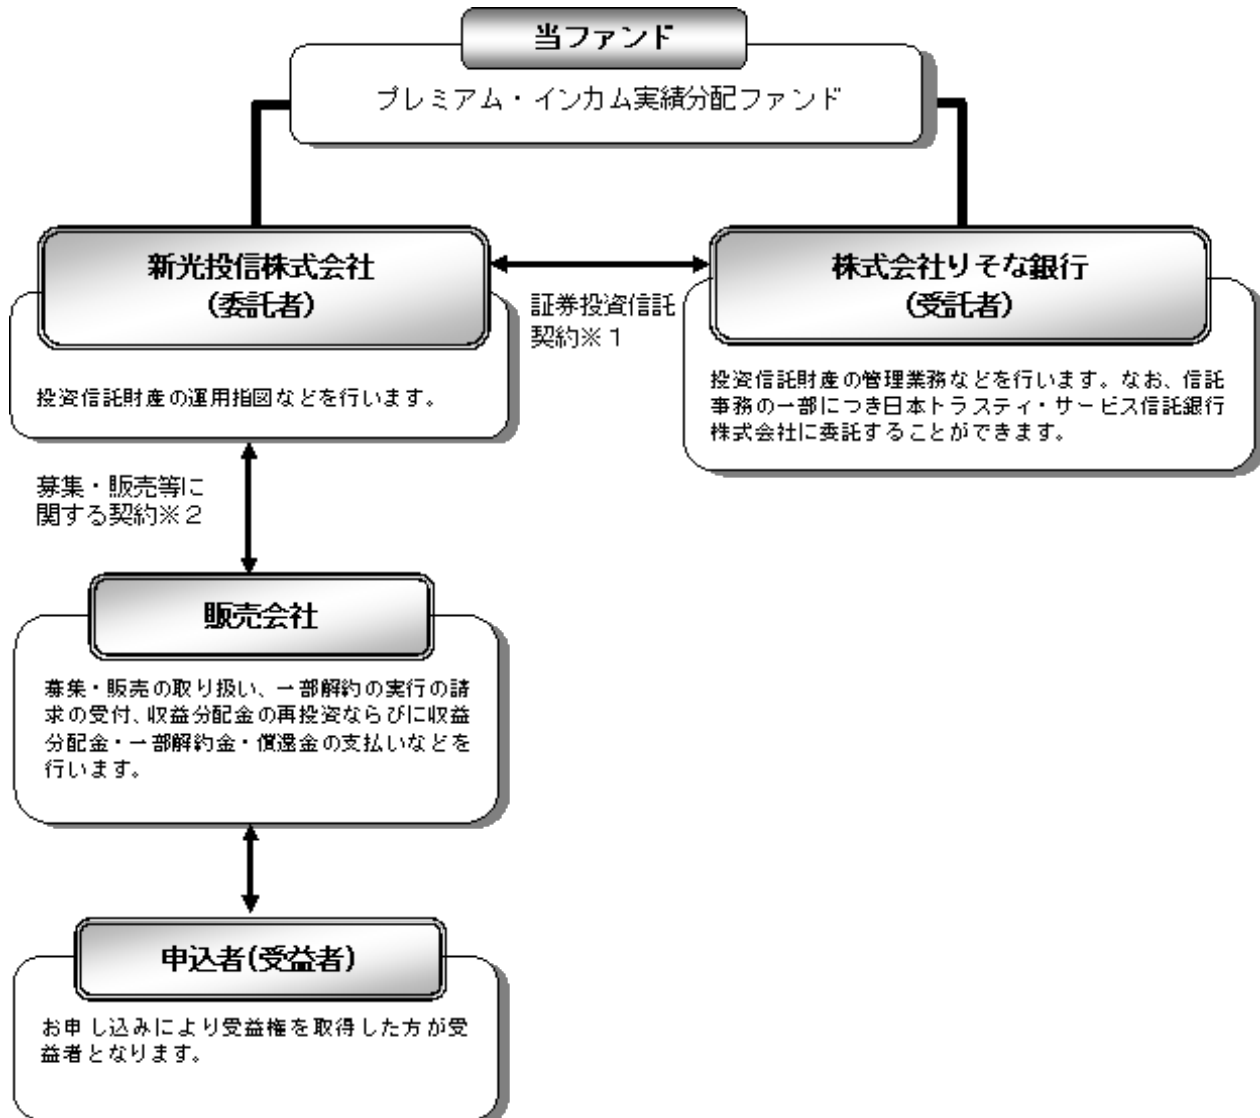 当ファンド
プレミアム・インカム実績分配ファンド
新光投信株式会社
(委託者)
投資信託財産の運用指図などを行います。
証券投資信託
契約※１
株式会社りそな銀行
(受託者)
投資信託財産の管理業務などを行います。なお、信託
事務の一部につき日本トラスティ・サービス信託銀行
株式会社に委託することができます。
募集・販売等に
関する契約※２
販売会社
募集・販売の取り扱い、一部解約の実行の請
求の受付、収益分配金の再投資ならびに収益
分配金・一部解約金・償還金の支払いなどを
行います。
申込者(受益者)
お申し込みにより受益権を取得した方が受
益者となります。